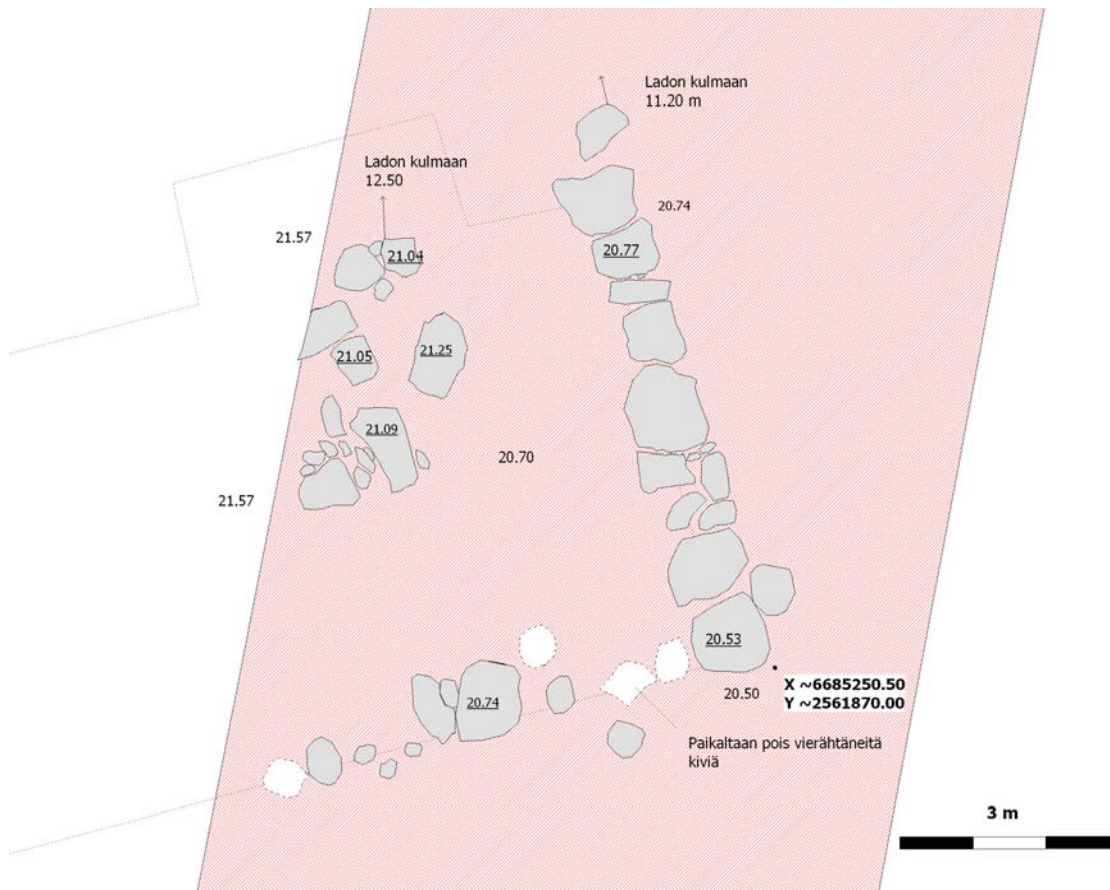 Ladon kulmaan
11.20 m
Ladon kulmaan
12.50
20.74
21.57
21.04
20.77
21.05
21.25
21.09
20.70
21.57
20.53
20.50
X ~6685250.50
Y ~2561870.00
20.74
Paikaltaan pois vierähtäneitä
kiviä
3 m